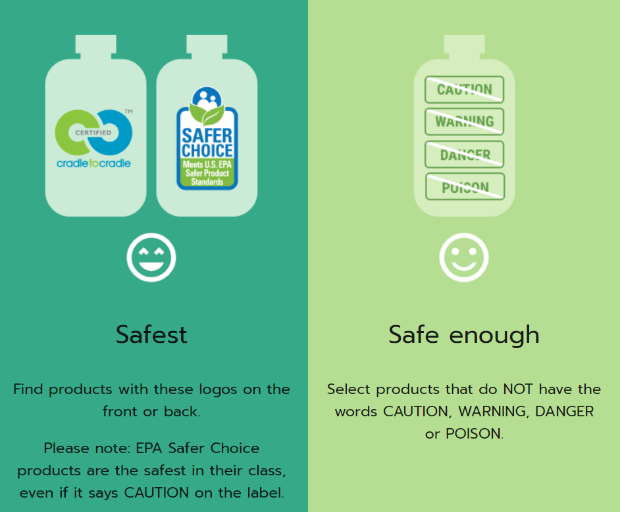 CERTIFIED
TM
cradletocradle
SAFER
CHOICE
Meets U.S. EPA
Safer Product
Standards
CAUTION
WARNING
DANGER
POISON
Safest
Find products with these logos on the
front or back.
Please note: EPA Safer Choice
products are the safest in their class,
even if it says CAUTION on the label.
Safe enough
Select products that do NOT have the
words CAUTION, WARNING, DANGER
or POISON.